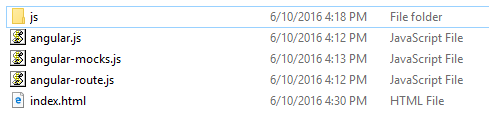 js 6/10/2016 4:18 PM File folder
angular.js 6/10/2016 4:12 PM JavaScript File
angular-mocks.js 6/10/2016 4:13 PM JavaScript File
angular-route.js 6/10/2016 4:12 PM JavaScript File
index.html 6/10/2016 4:30 PM HTML File